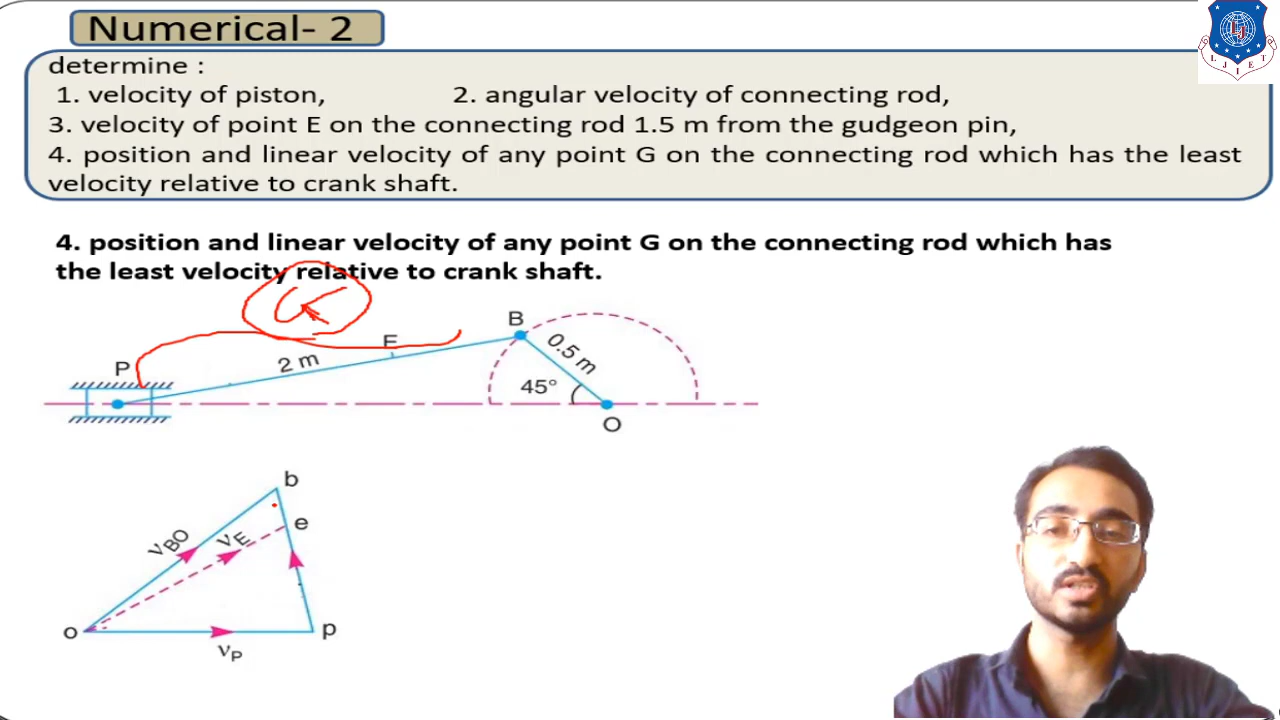 Numerical- 2
LJIET
determine :
1. velocity of piston, 2. angular velocity of connecting rod,
3. velocity of point E on the connecting rod 1.5 m from the gudgeon pin,
4. position and linear velocity of any point G on the connecting rod which has the least
velocity relative to crank shaft.
4. position and linear velocity of any point G on the connecting rod which has
the least velocity relative to crank shaft.
B
P
E
2 m
0.5 m
45°
O
b
e
vBO
vE
o
p
vP